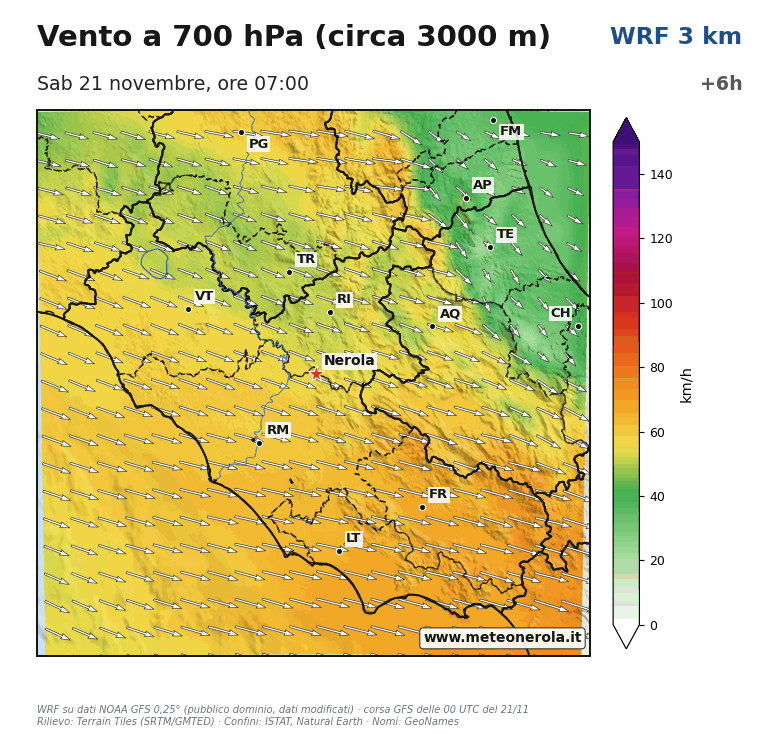 Vento a 700 hPa (circa 3000 m)
WRF 3 km
Sab 21 novembre, ore 07:00
+6h
PG
FM
AP
TE
TR
VT
RI
AQ
CH
Nerola
RM
FR
LT
www.meteonerola.it
140
120
100
80
60
40
20
0
km/h
WRF su dati NOAA GFS 0,25° (pubblico dominio, dati modificati) · corsa GFS delle 00 UTC del 21/11
Rilievo: Terrain Tiles (SRTM/GMTED) · Confini: ISTAT, Natural Earth · Nomi: GeoNames